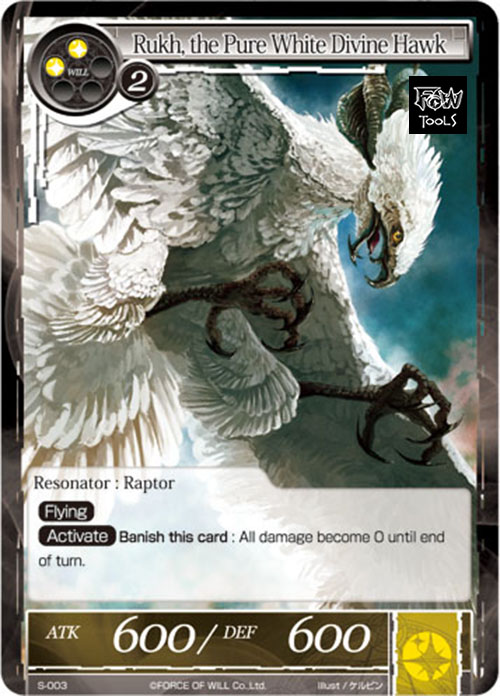 Rukh, the Pure White Divine Hawk
WILL
2
FOW
TOOLS
Resonator : Raptor
Flying
Activate Banish this card : All damage become 0 until end
of turn.
ATK 600 / DEF 600
S-003 ©FORCE OF WILL Co.,Ltd. Illust / ケルビン